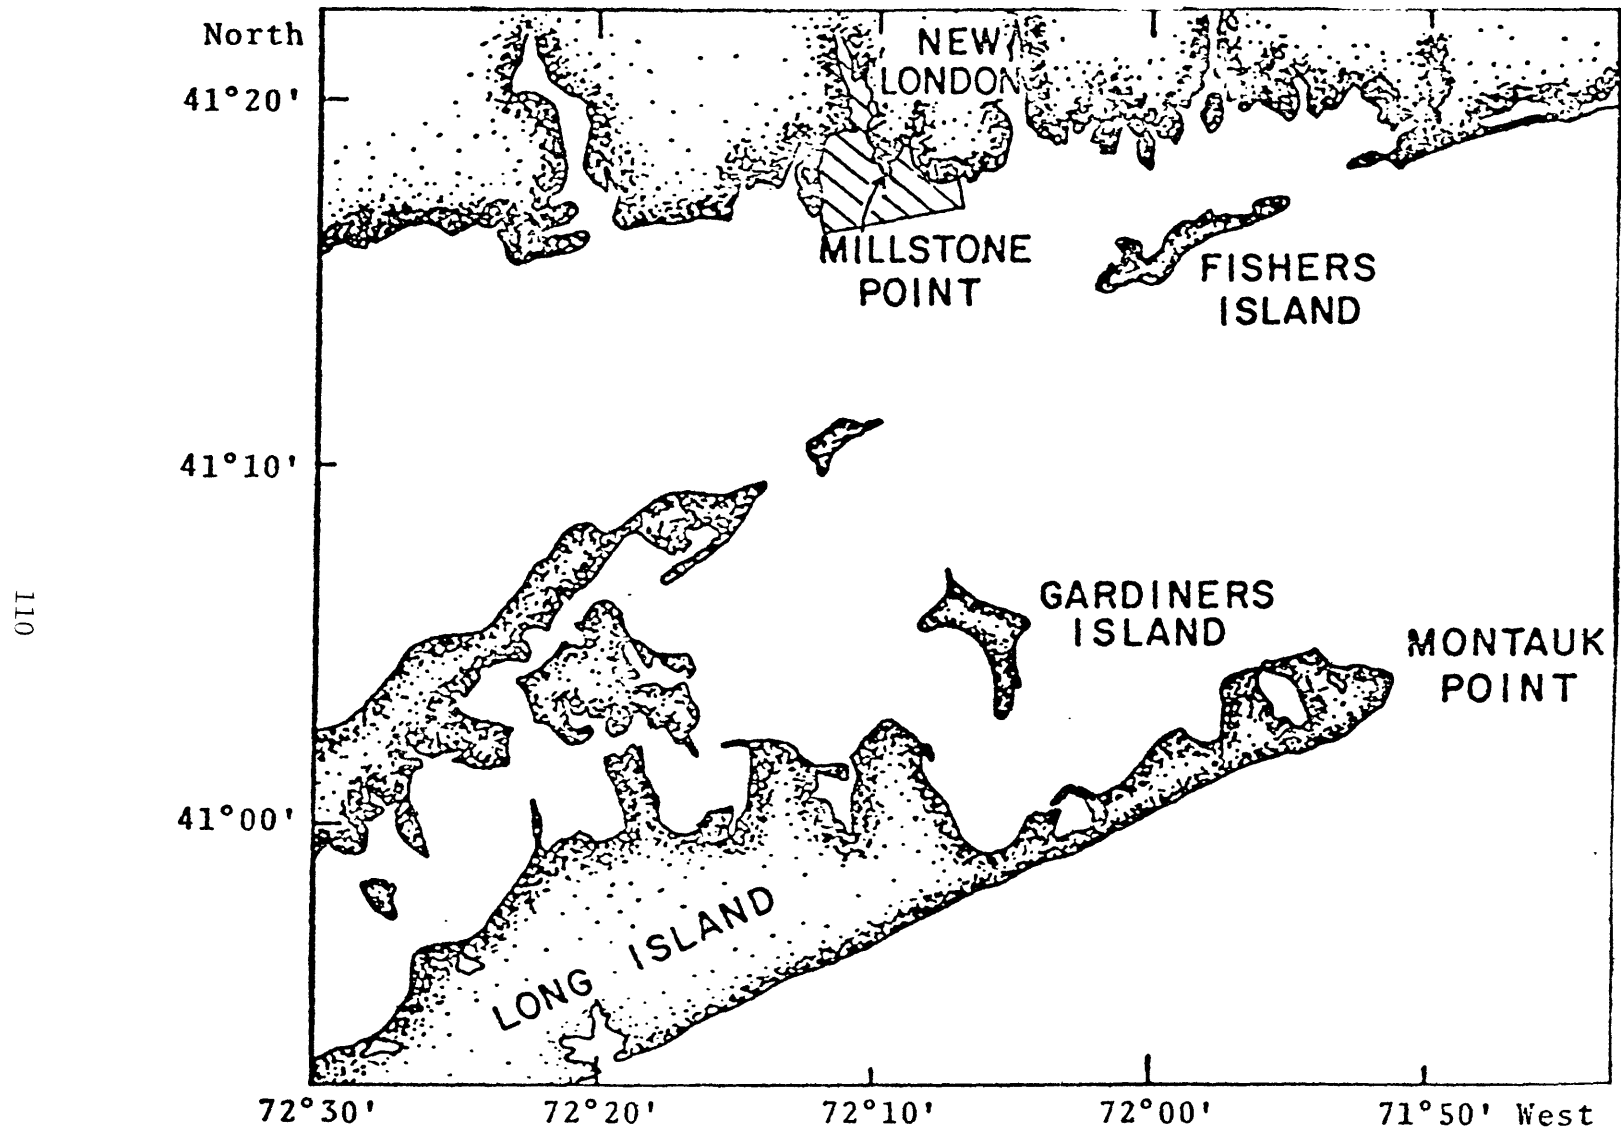 North
NEW
LONDON
41°20'
MILLSTONE
POINT
FISHERS
ISLAND
41°10'
GARDINERS
ISLAND
MONTAUK
POINT
110
41°00'
LONG ISLAND
72°30' 72°20' 72°10' 72°00' 71°50' West